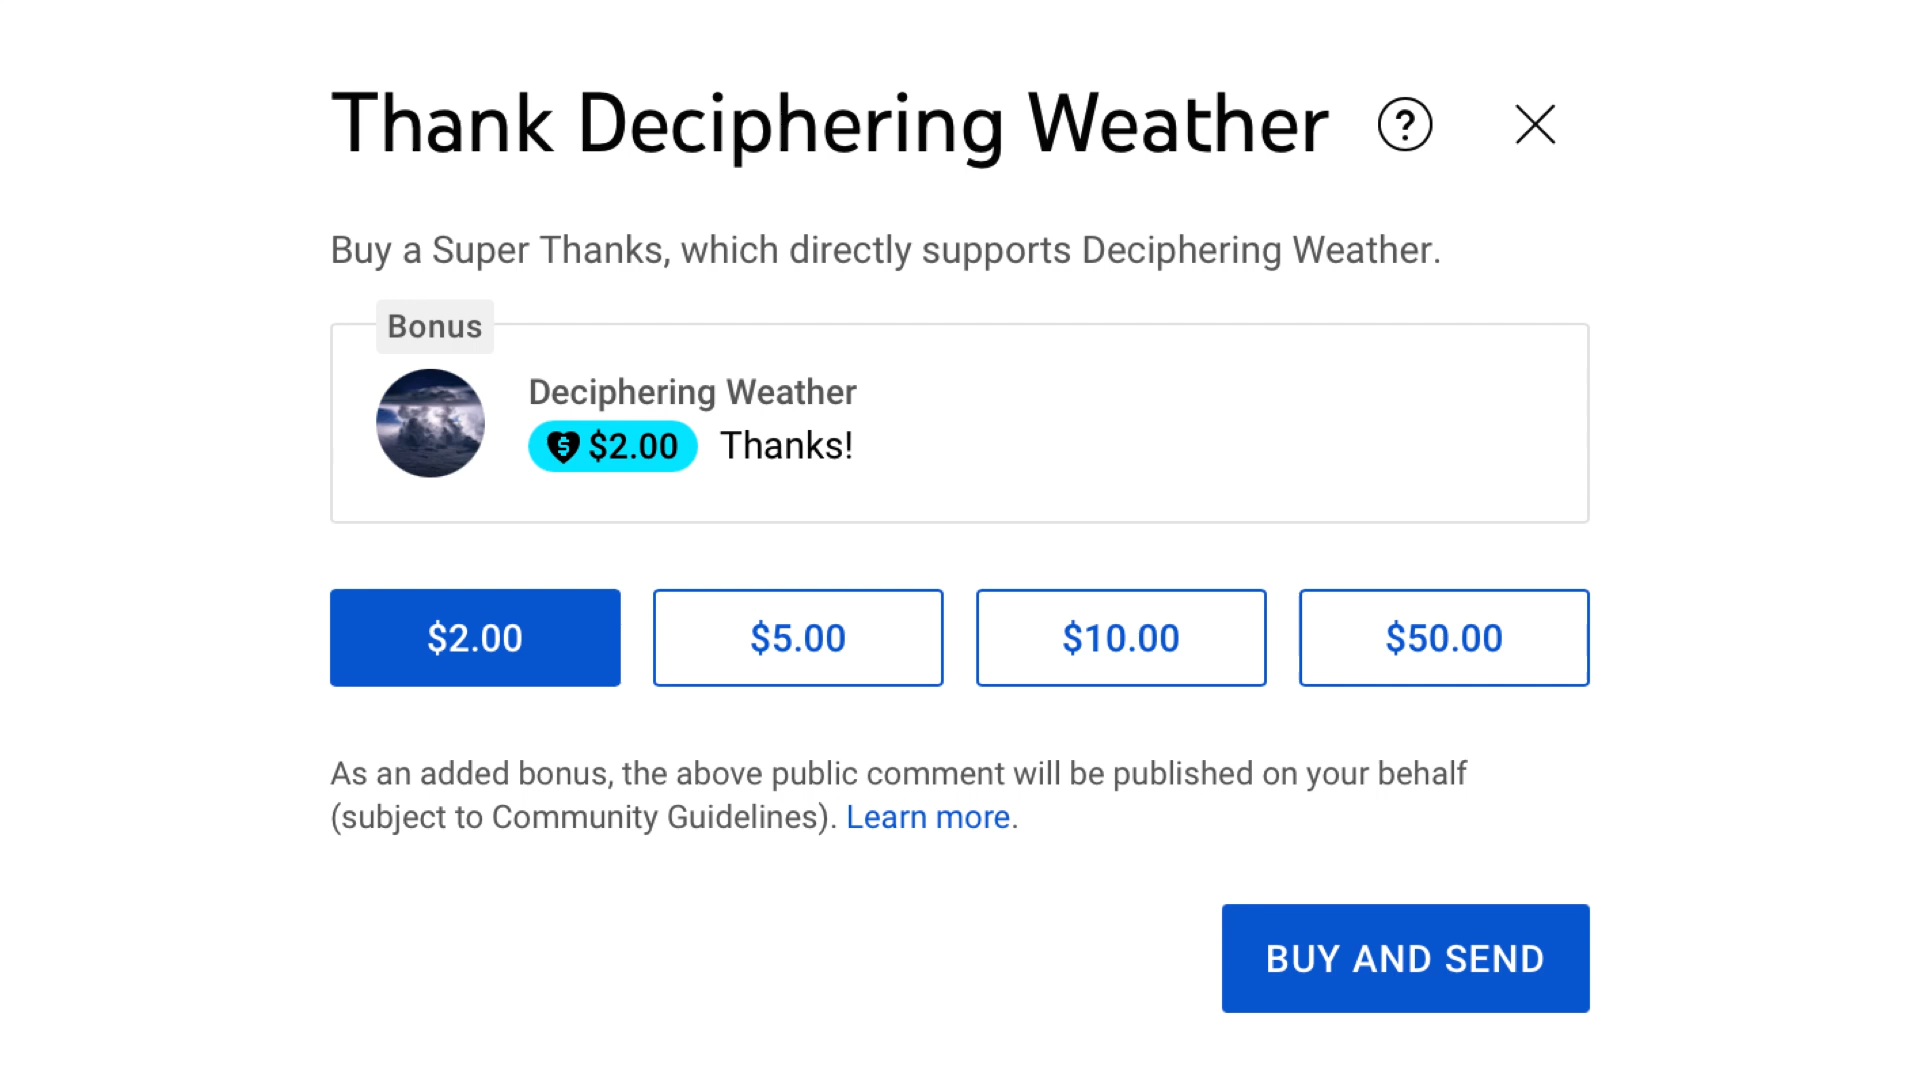 Thank Deciphering Weather ?
Buy a Super Thanks, which directly supports Deciphering Weather.
Bonus
Deciphering Weather
$ $2.00 Thanks!
$2.00 $5.00 $10.00 $50.00
As an added bonus, the above public comment will be published on your behalf
(subject to Community Guidelines). Learn more.
BUY AND SEND